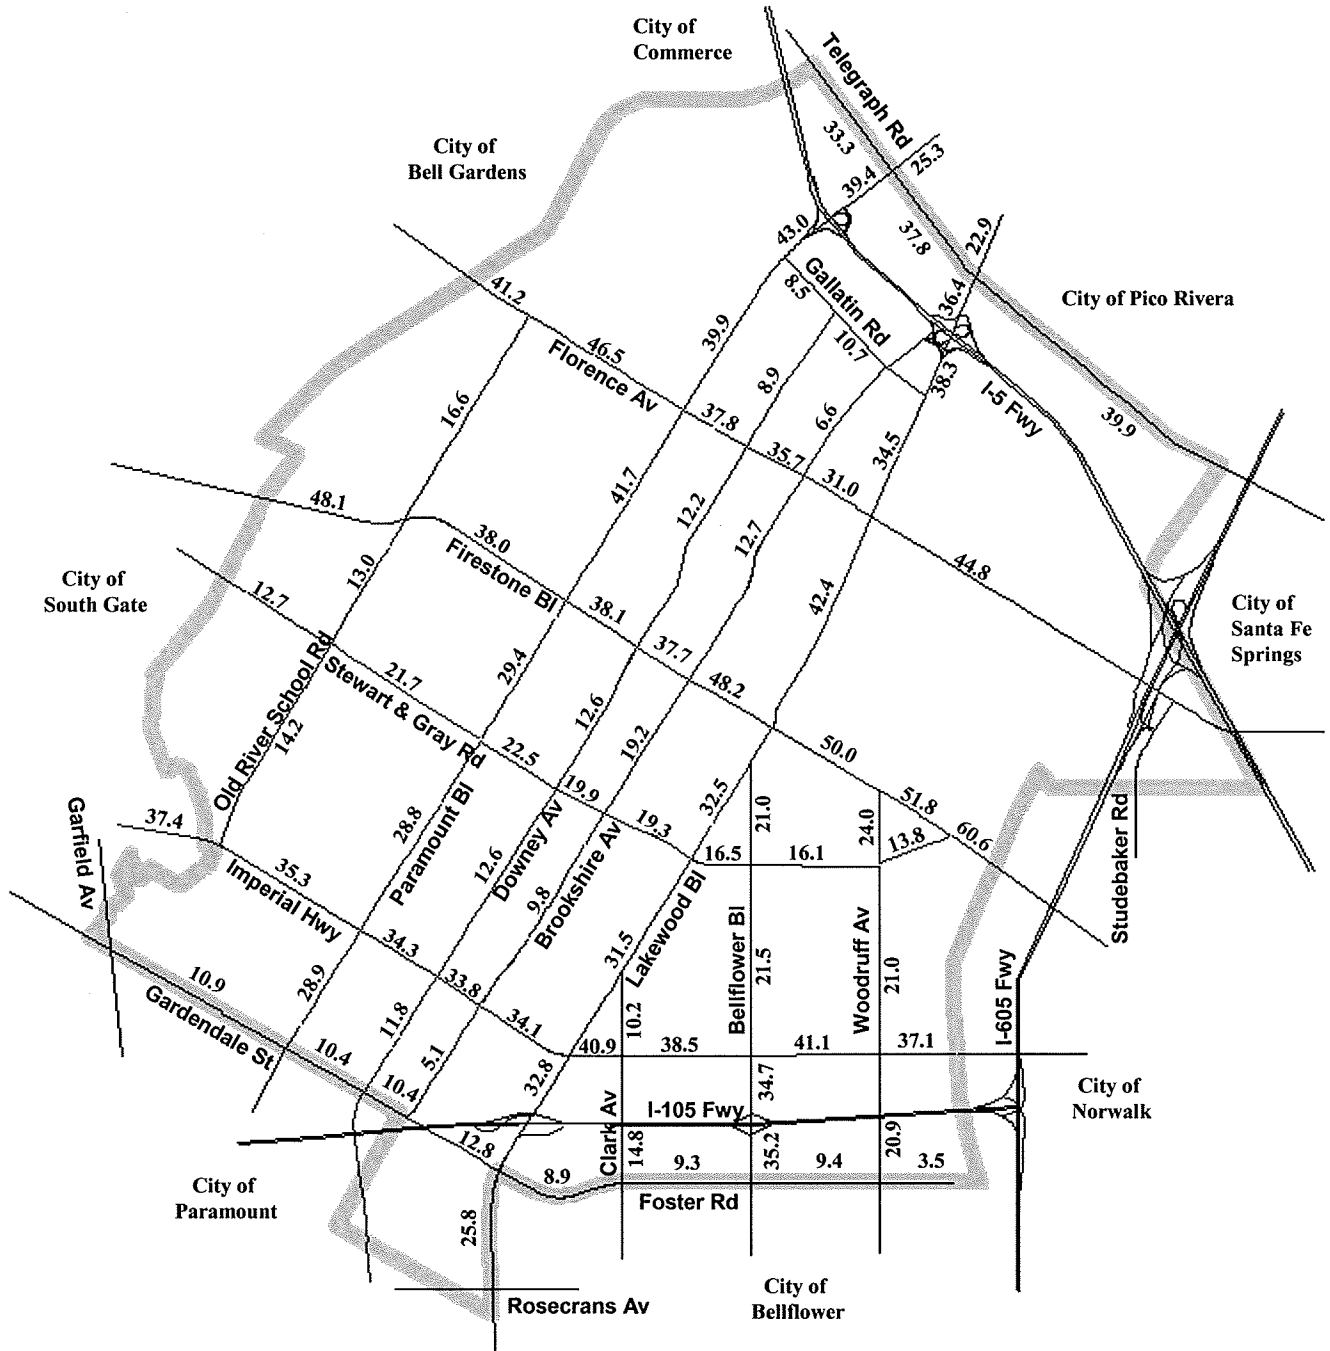 City of
Commerce
Telegraph Rd
33.3
25.3
39.4
City of
Bell Gardens
43.0
37.8
22.9
Gallatin Rd
8.5
36.4
41.2
City of Pico Rivera
39.9
10.7
46.5
Florence Av
8.9
38.3
I-5 Fwy
16.6
37.8
6.6
39.9
34.5
35.7
31.0
41.7
48.1
12.2
12.7
38.0
Firestone Bl
44.8
City of
South Gate
12.7
13.0
38.1
42.4
City of
Santa Fe
Springs
37.7
29.4
48.2
Old River School Rd
21.7
Stewart & Gray Rd
14.2
12.6
19.2
22.5
50.0
19.9
32.5
51.8
Garfield Av
37.4
28.8
Paramount Bl
19.3
21.0
24.0
13.8
60.6
Studebaker Rd
16.5
16.1
35.3
Imperial Hwy
12.6
Downey Av
9.8
Brookshire Av
Lakewood Bl
31.5
34.3
Bellflower Bl
21.5
Woodruff Av
21.0
10.9
Gardendale St
28.9
33.8
I-605 Fwy
11.8
34.1
10.2
10.4
5.1
40.9
38.5
41.1
37.1
10.4
32.8
34.7
City of
Norwalk
I-105 Fwy
Clark Av
12.8
14.8
35.2
20.9
8.9
9.3
9.4
3.5
City of
Paramount
Foster Rd
25.8
City of
Bellflower
Rosecrans Av